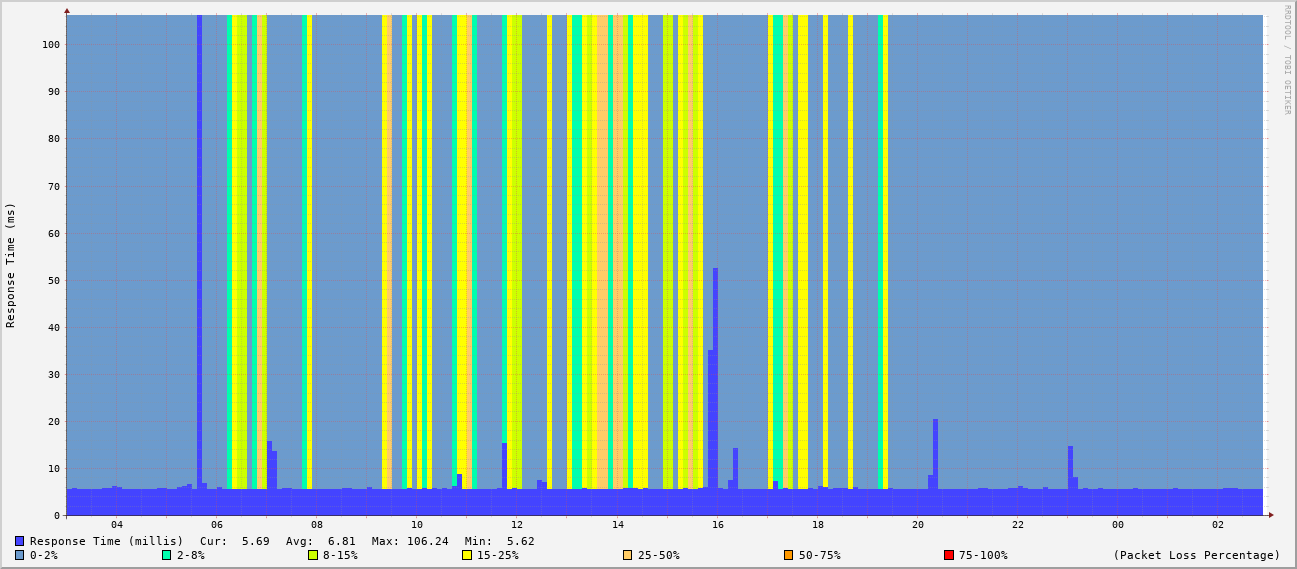 RRDTOOL / TOBI OETIKER
Response Time (ms)
100
90
80
70
60
50
40
30
20
10
0
04 06 08 10 12 14 16 18 20 22 00 02
Response Time (millis) Cur: 5.69 Avg: 6.81 Max: 106.24 Min: 5.62
0-2% 2-8% 8-15% 15-25% 25-50% 50-75% 75-100% (Packet Loss Percentage)